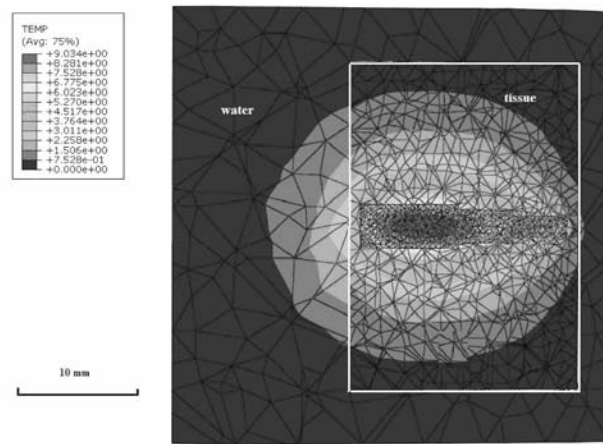 TEMP
(Avg: 75%)
+9.034e+00
+8.281e+00
+7.528e+00
+6.775e+00
+6.023e+00
+5.270e+00
+4.517e+00
+3.764e+00
+3.011e+00
+2.258e+00
+1.506e+00
+7.528e-01
+0.000e+00
water
tissue
10 mm